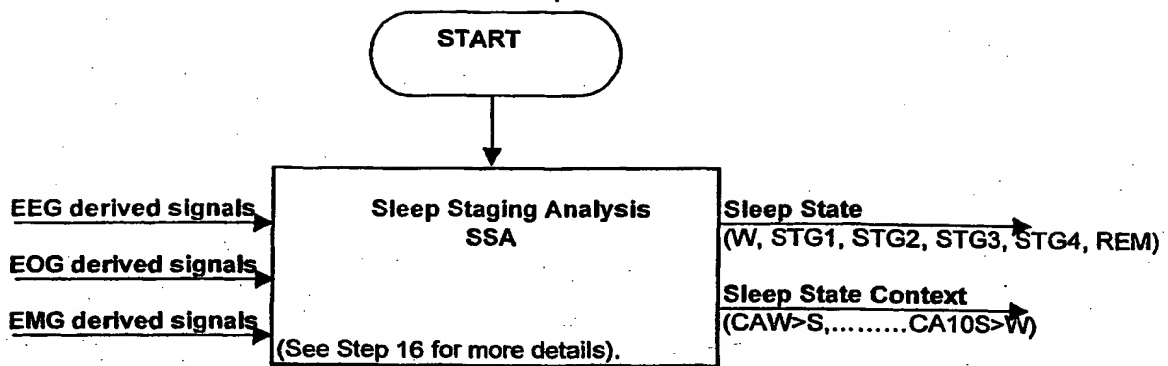 START
EEG derived signals
EOG derived signals
EMG derived signals
Sleep Staging Analysis
SSA
(See Step 16 for more details).
Sleep State
(W, STG1, STG2, STG3, STG4, REM)
Sleep State Context
(CAW>S,.........CA10S>W)